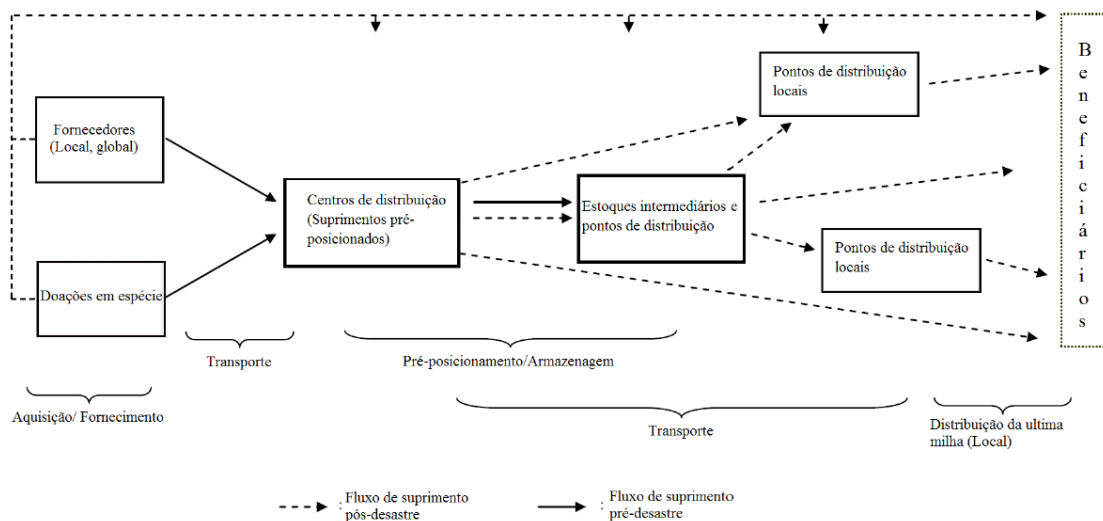 Fornecedores
(Local, global)
Doações em espécie
Centros de distribuição
(Suprimentos pré-
posicionados)
Estoques intermediários e
pontos de distribuição
Pontos de distribuição
locais
Pontos de distribuição
locais
B
e
n
e
f
i
c
i
á
r
i
o
s
Transporte
Pré-posicionamento/Armazenagem
Aquisição/ Fornecimento
Transporte
Distribuição da ultima
milha (Local)
: Fluxo de suprimento
pós-desastre
: Fluxo de suprimento
pré-desastre